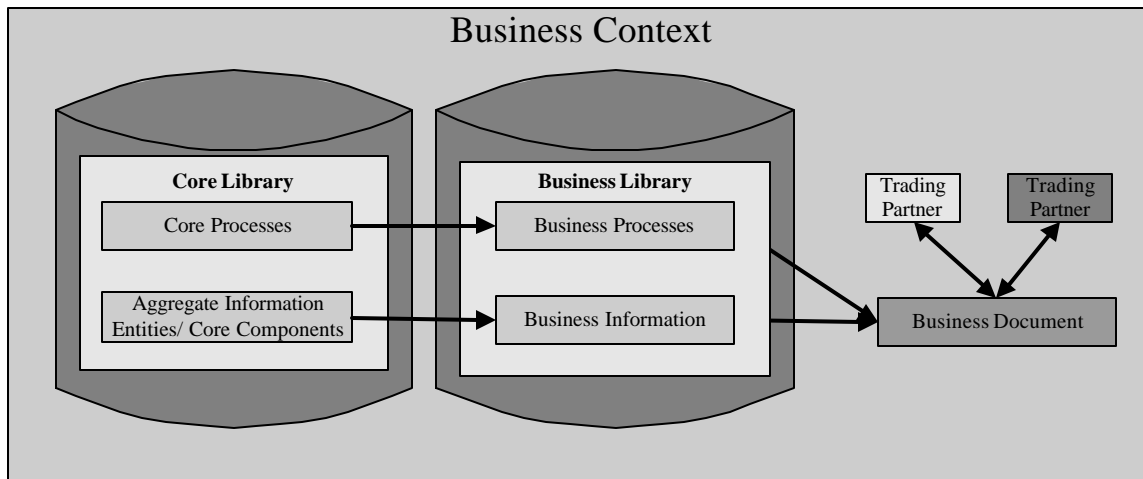 Business Context
Core Library
Core Processes
Aggregate Information
Entities/ Core Components
Business Library
Business Processes
Business Information
Trading
Partner
Trading
Partner
Business Document